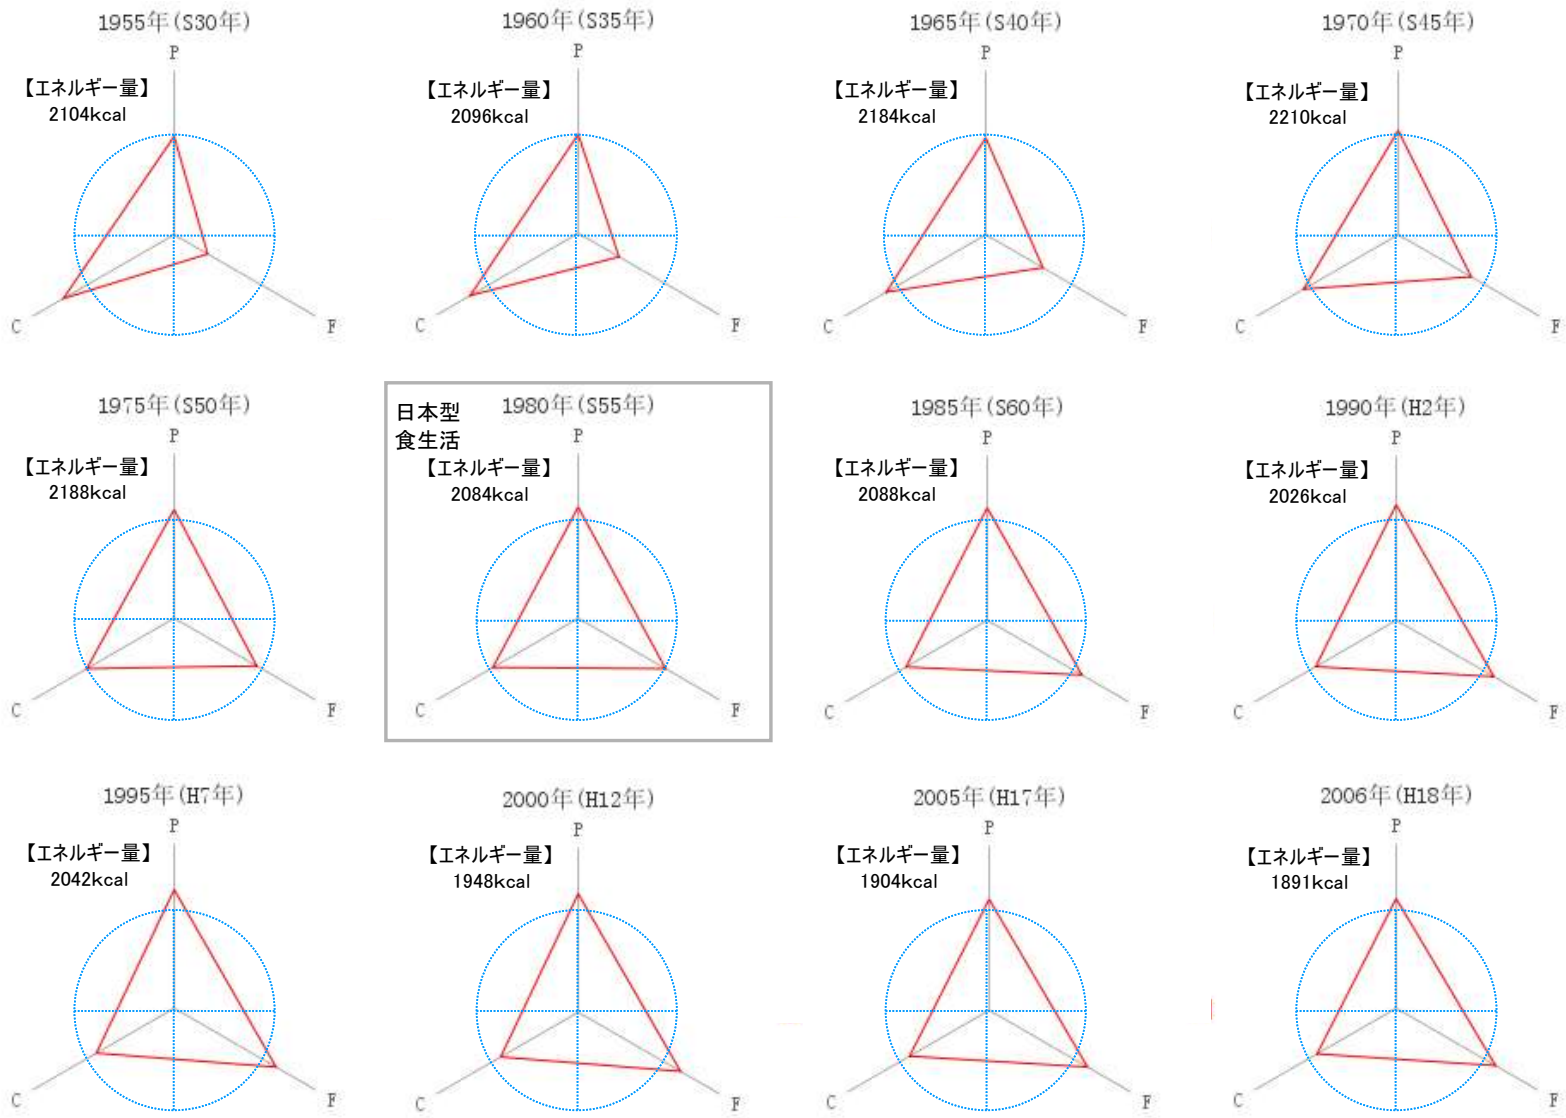 1955年(S30年)
P
【エネルギー量】
2104kcal
C
F
1960年(S35年)
P
【エネルギー量】
2096kcal
C
F
1965年(S40年)
P
【エネルギー量】
2184kcal
C
F
1970年(S45年)
P
【エネルギー量】
2210kcal
C
F
1975年(S50年)
P
【エネルギー量】
2188kcal
C
F
日本型
食生活
1980年(S55年)
P
【エネルギー量】
2084kcal
C
F
1985年(S60年)
P
【エネルギー量】
2088kcal
C
F
1990年(H2年)
P
【エネルギー量】
2026kcal
C
F
1995年(H7年)
P
【エネルギー量】
2042kcal
C
F
2000年(H12年)
P
【エネルギー量】
1948kcal
C
F
2005年(H17年)
P
【エネルギー量】
1904kcal
C
F
2006年(H18年)
P
【エネルギー量】
1891kcal
C
F